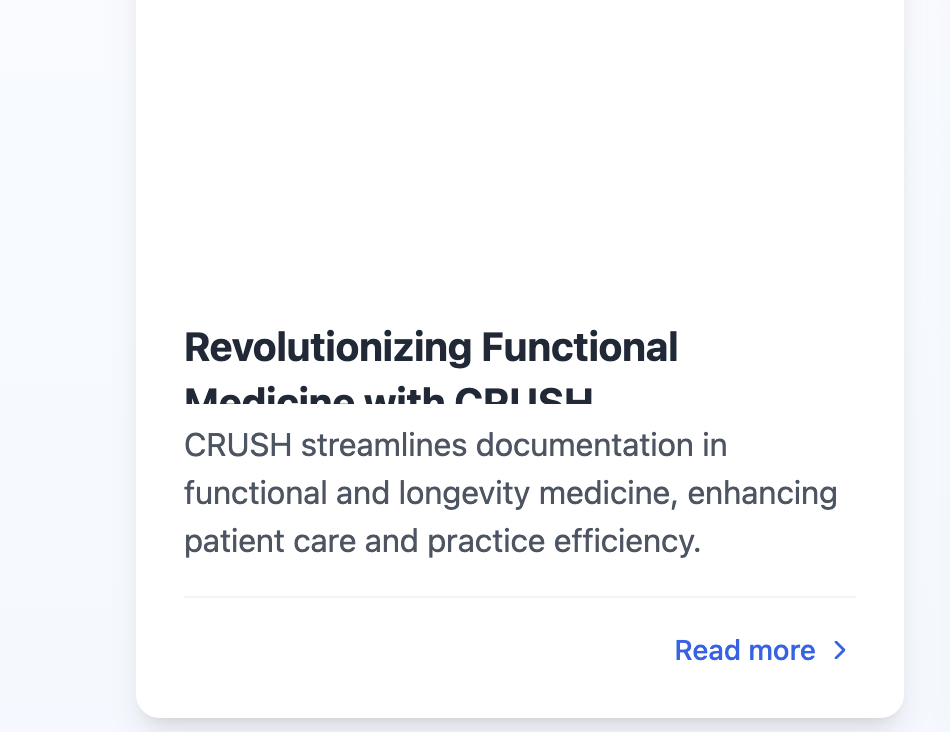 Revolutionizing Functional
Medicine with CRUSH
CRUSH streamlines documentation in
functional and longevity medicine, enhancing
patient care and practice efficiency.
Read more